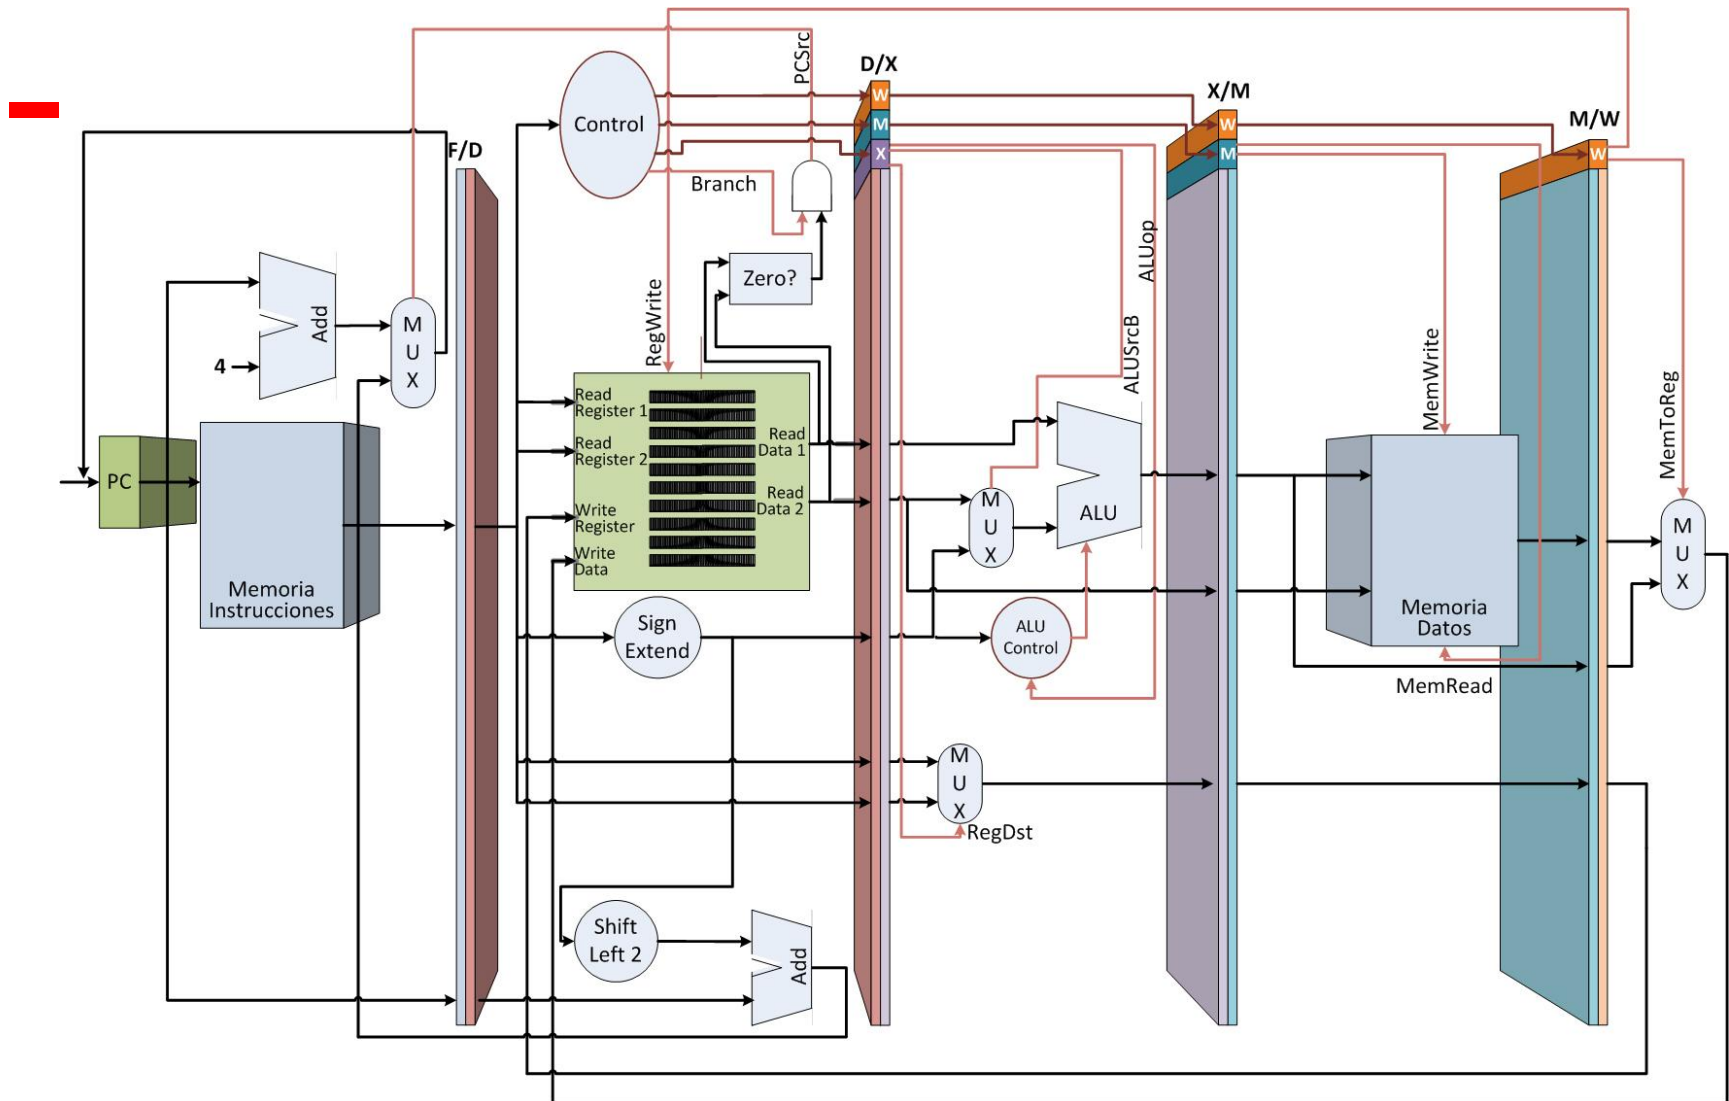 PCSrc
D/X
X/M
M/W
F/D
W
M
X
W
M
W
Control
Branch
Zero?
RegWrite
ALUop
ALUSrcB
MemWrite
MemToReg
Add
4
M
U
X
PC
Memoria
Instrucciones
Read
Register 1
Read
Register 2
Write
Register
Write
Data
Read
Data 1
Read
Data 2
M
U
X
ALU
Sign
Extend
ALU
Control
Memoria
Datos
MemRead
M
U
X
M
U
X
RegDst
Shift
Left 2
Add